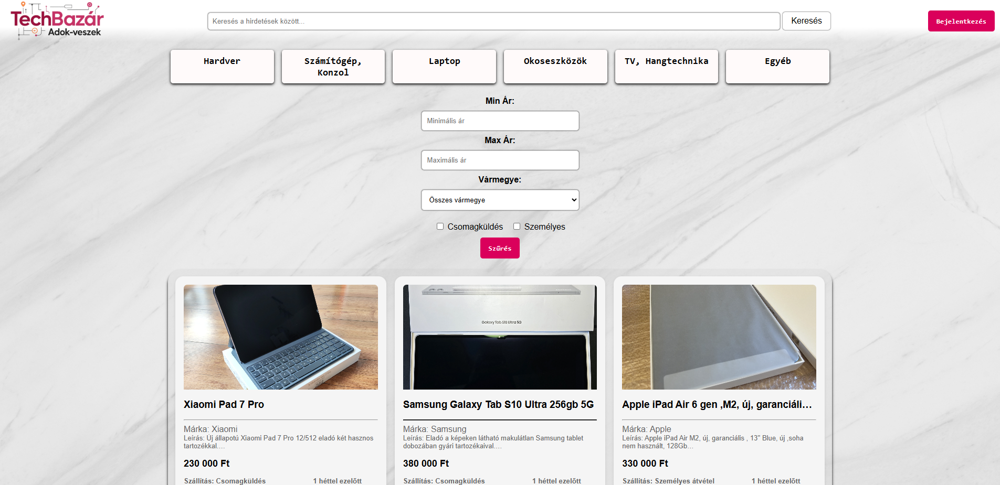 TechBazár
Adok-veszek
Keresés a hirdetések között...
Keresés
Bejelentkezés
Hardver
Számítógép,
Konzol
Laptop
Okoseszközök
TV, Hangtechnika
Egyéb
Min Ár:
Minimális ár
Max Ár:
Maximális ár
Vármegye:
Összes vármegye
Csomagküldés
Személyes
Szűrés
Galaxy Tab S10 Ultra 5G
Xiaomi Pad 7 Pro
Márka: Xiaomi
Leírás: Új állapotú Xiaomi Pad 7 Pro 12/512 eladó két hasznos
tartozékkal....
230 000 Ft
Szállítás: Csomagküldés
1 héttel ezelőtt
Samsung Galaxy Tab S10 Ultra 256gb 5G
Márka: Samsung
Leírás: Eladó a képeken látható makulátlan Samsung tablet
dobozában gyári tartozékaival....
380 000 Ft
Szállítás: Csomagküldés
1 héttel ezelőtt
Apple iPad Air 6 gen ,M2, új, garanciáli...
Márka: Apple
Leírás: Apple iPad Air M2, új, garanciális , 13" Blue, új ,soha
nem használt, 128Gb...
330 000 Ft
Szállítás: Személyes átvétel
1 héttel ezelőtt